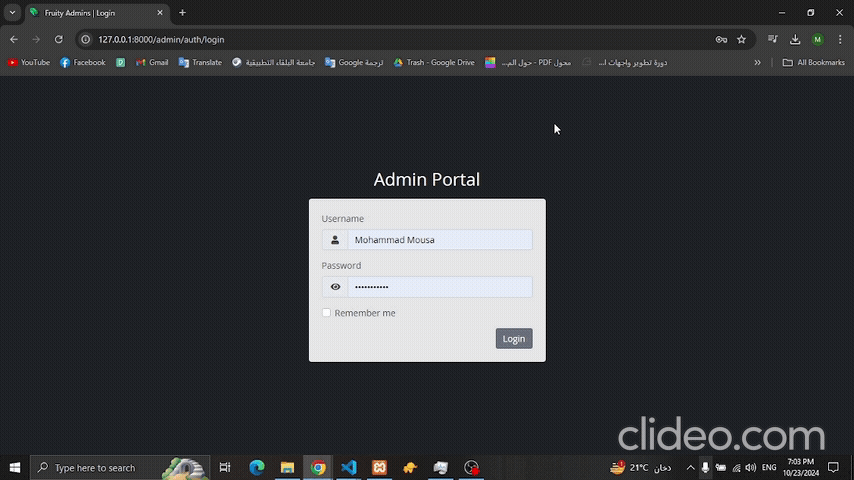 Fruity Admins | Login
127.0.0.1:8000/admin/auth/login
YouTube
Facebook
Gmail
Translate
جامعة البلقاء التطبيقية
ترجمة Google
Trash - Google Drive
محول PDF - حول الم...
دورة تطوير واجهات ا...
All Bookmarks
M
Admin Portal
Username
Mohammad Mousa
Password
•••••••••••
Remember me
Login
clideo.com
Type here to search
21°C دخان
ENG
7:03 PM
10/23/2024